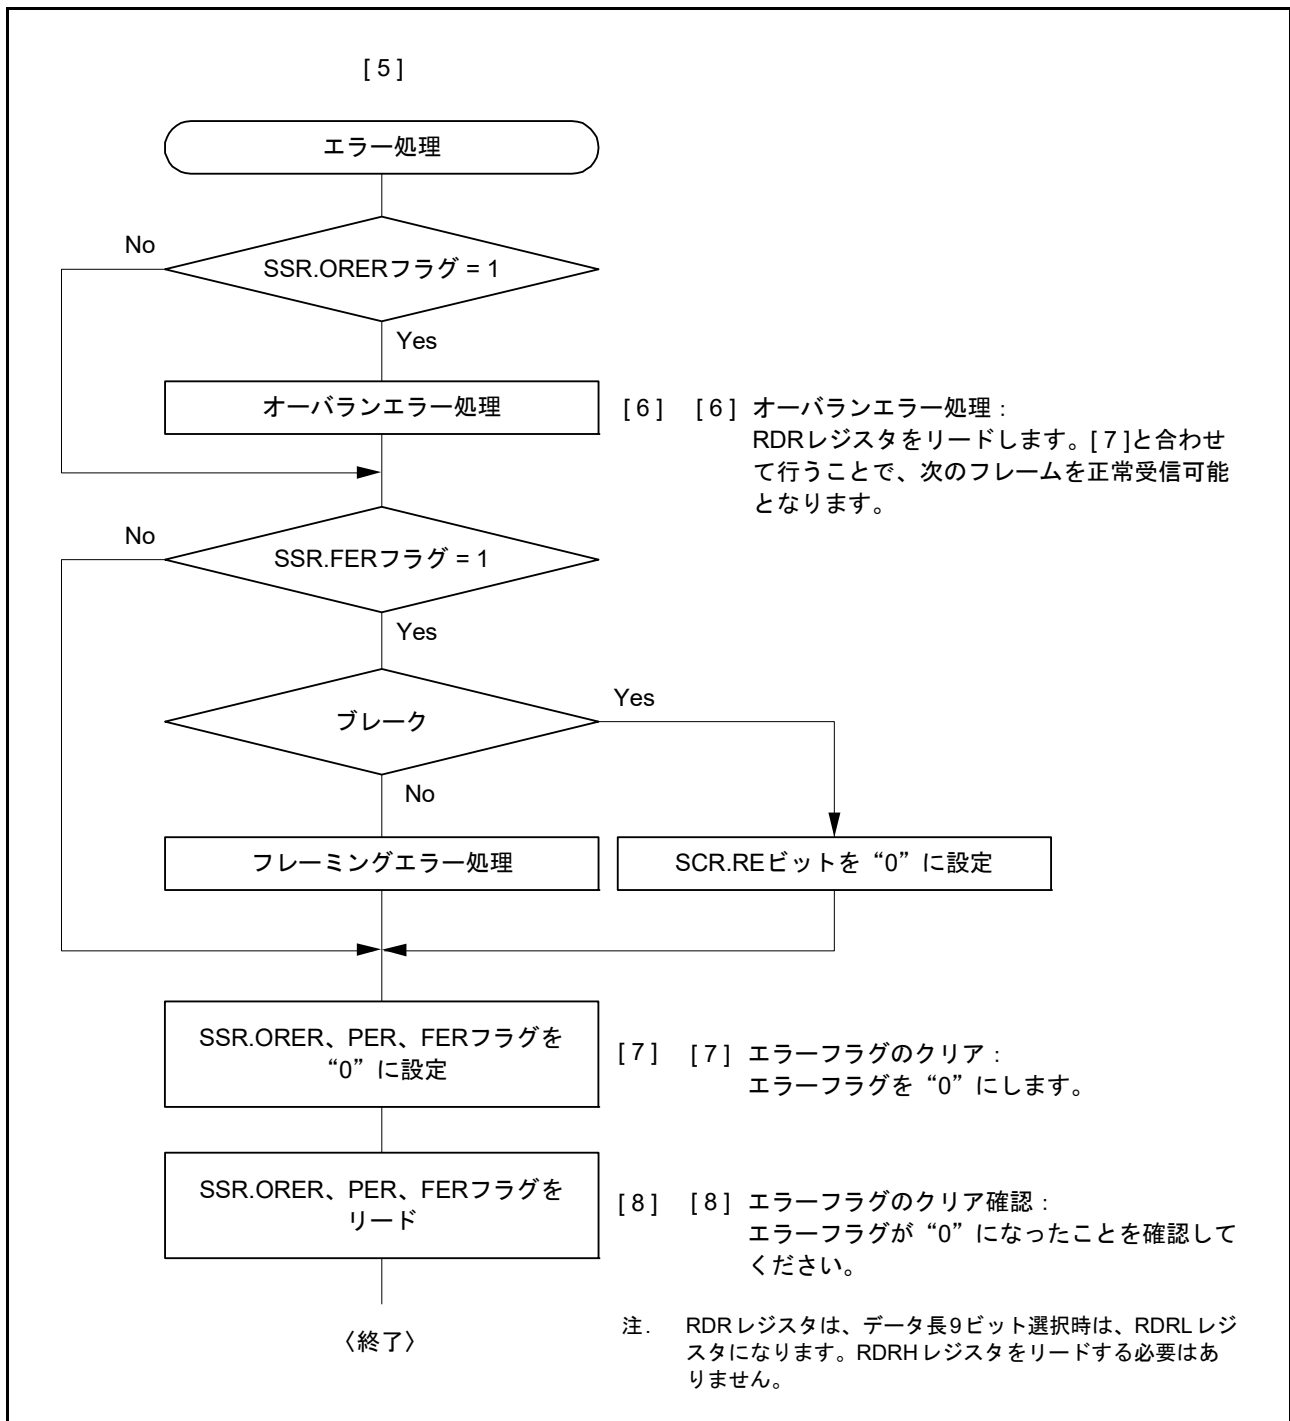 [ 5 ]
エラー処理
No
SSR.ORERフラグ = 1
Yes
オーバランエラー処理
[ 6 ]
[ 6 ] オーバランエラー処理：
RDRレジスタをリードします。[ 7 ]と合わせ
て行うことで、次のフレームを正常受信可能
となります。
No
SSR.FERフラグ = 1
Yes
ブレーク
Yes
No
フレーミングエラー処理
SCR.REビットを“0”に設定
SSR.ORER、PER、FERフラグを
“0”に設定
[ 7 ]
[ 7 ] エラーフラグのクリア：
エラーフラグを“0”にします。
SSR.ORER、PER、FERフラグを
リード
[ 8 ]
[ 8 ] エラーフラグのクリア確認：
エラーフラグが“0”になったことを確認して
ください。
〈終了〉
注. RDRレジスタは、データ長9ビット選択時は、RDRLレジ
スタになります。RDRHレジスタをリードする必要はあ
りません。